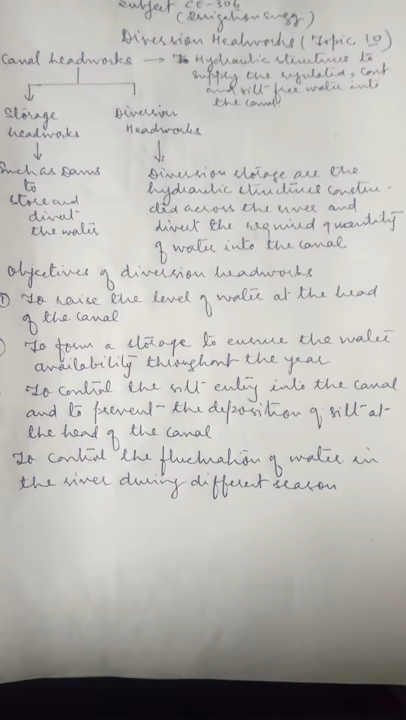 Subject CE-306
(Irrigation engg)
Diversion Headworks (Topic 10)
Canal headworks → To Hydraulic structures to
supply the regulated, cont
and silt free water into
the canal
Storage
headworks
Diversion
Headworks
Such as Dams
to
store and
divert
the water
Diversion storage are the
hydraulic structures constru-
cted across the river and
divert the required quantity
of water into the canal
Objectives of diversion headworks
① To raise the level of water at the head
of the canal
To form a storage to ensure the water
availability throughout the year
To control the silt entry into the canal
and to prevent the deposition of silt at
the head of the canal
To control the fluctuation of water in
the river during different season